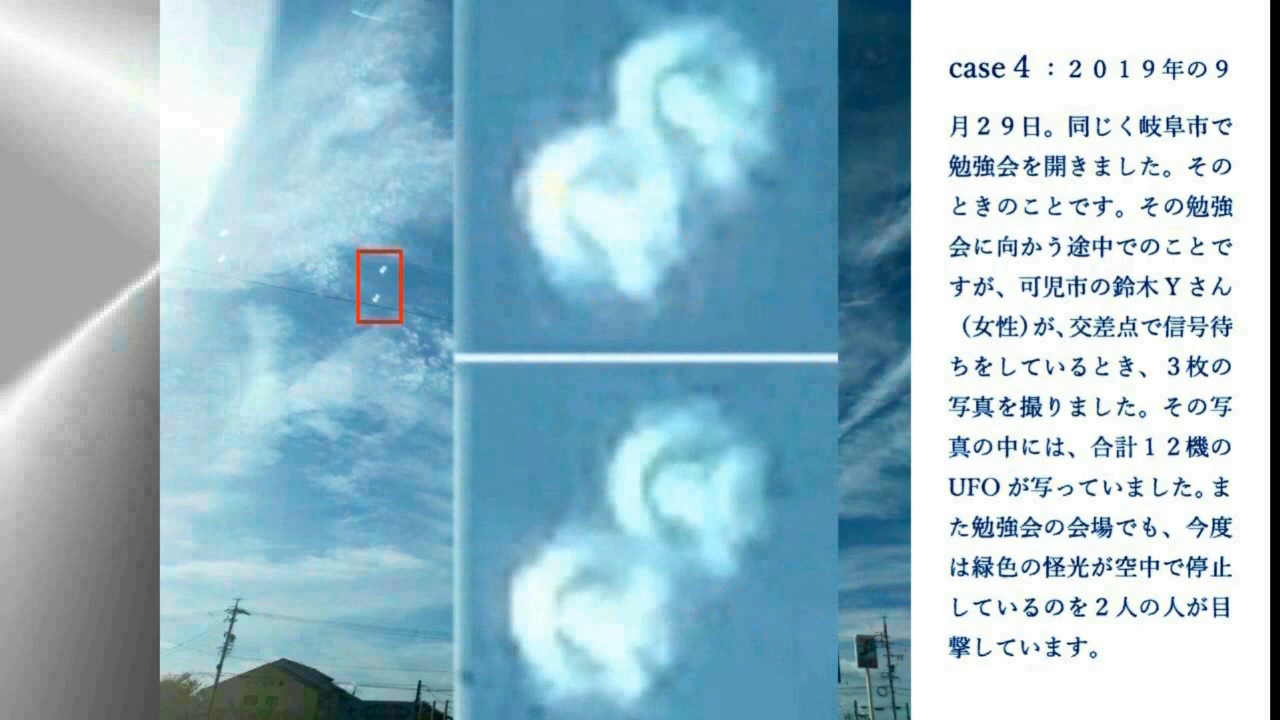 case４：２０１９年の９
月２９日。同じく岐阜市で
勉強会を開きました。その
ときのことです。その勉強
会に向かう途中でのことで
すが、可児市の鈴木Ｙさん
（女性）が、交差点で信号待
ちをしているとき、３枚の
写真を撮りました。その写
真の中には、合計１２機の
UFOが写っていました。ま
た勉強会の会場でも、今度
は緑色の怪光が空中で停止
しているのを２人の人が目
撃しています。